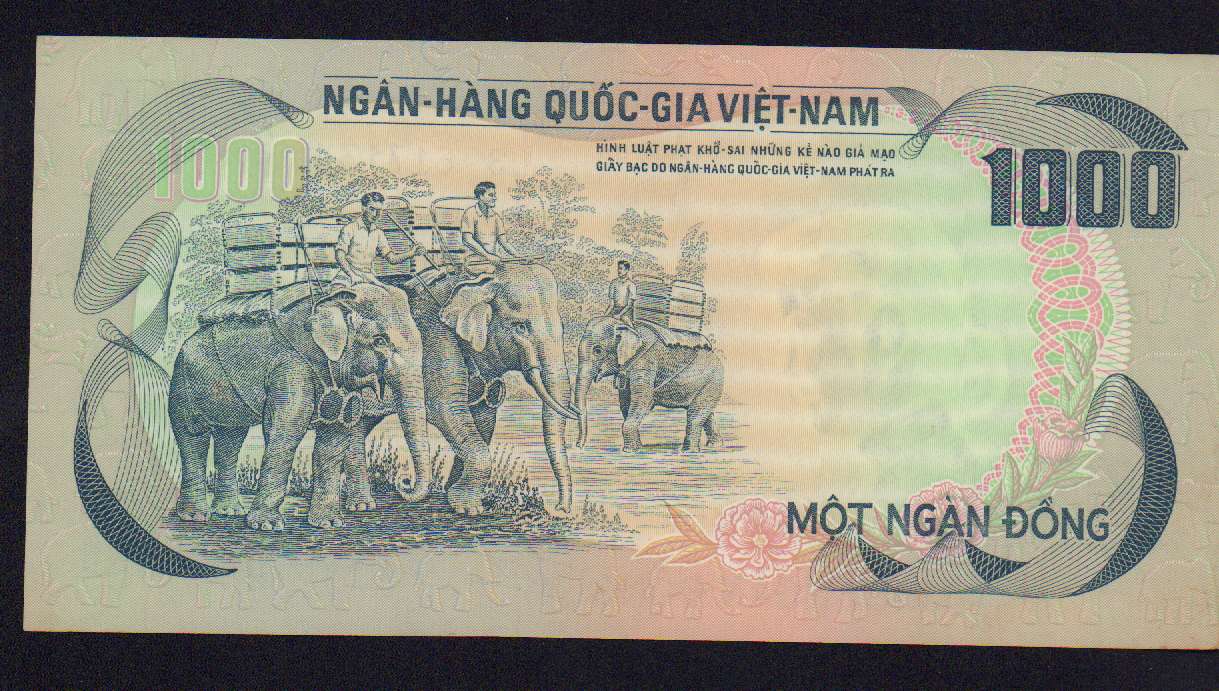 NGÂN-HÀNG QUỐC-GIA VIỆT-NAM
1000
HÌNH LUẬT PHẠT KHỔ-SAI NHỮNG KẺ NÀO GIẢ MẠO
GIẤY BẠC DO NGÂN-HÀNG QUỐC-GIA VIỆT-NAM PHÁT RA
1000
MỘT NGÀN ĐỒNG